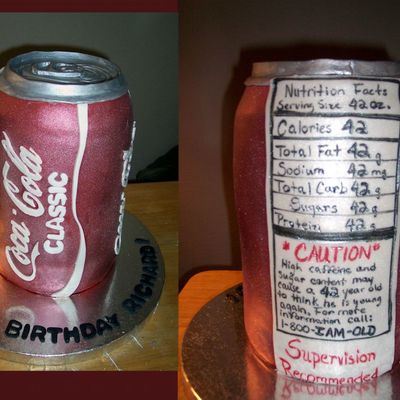 Coca-Cola
CLASSIC
BIRTHDAY RICHARD!
Nutrition Facts
Serving Size 42 oz.
Calories 42
Total Fat 42 g
Sodium 42 mg
Total Carb 42 g
Sugars 42 g
Protein 42 g
"CAUTION"
High caffeine and
sugar content may
cause a 42 year old
to think he is young
again. For more
information call:
1-800-IAM-OLD
Supervision
Recommended